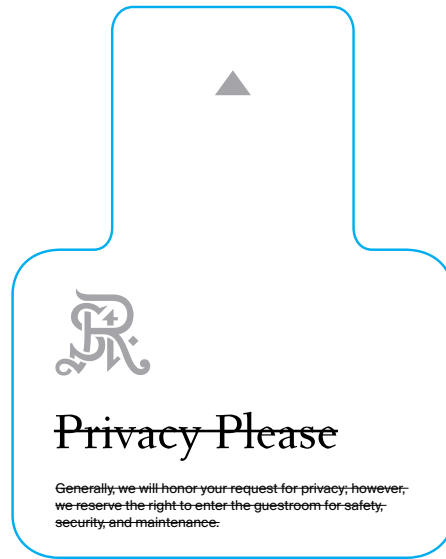 Privacy Please
Generally, we will honor your request for privacy; however,
we reserve the right to enter the guestroom for safety,
security, and maintenance.